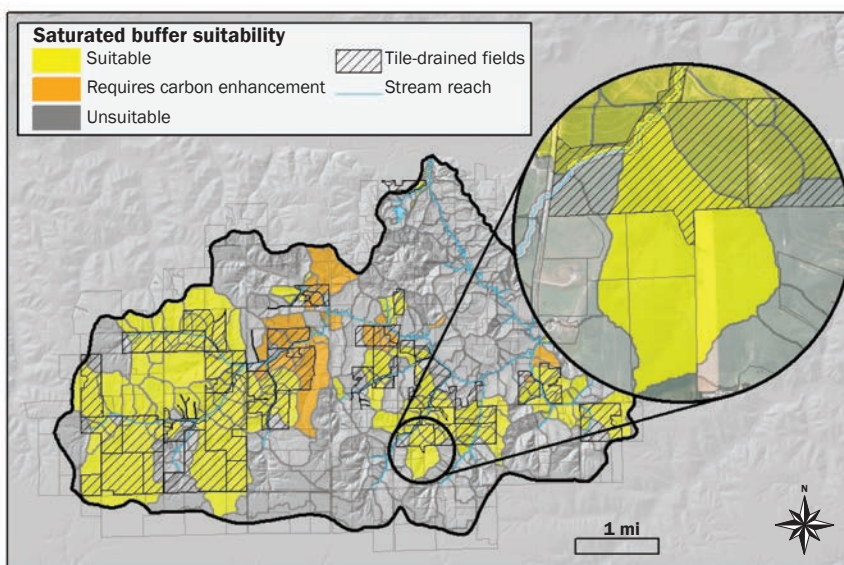 Saturated buffer suitability
Suitable
Requires carbon enhancement
Unsuitable
Tile-drained fields
Stream reach
1 mi
N